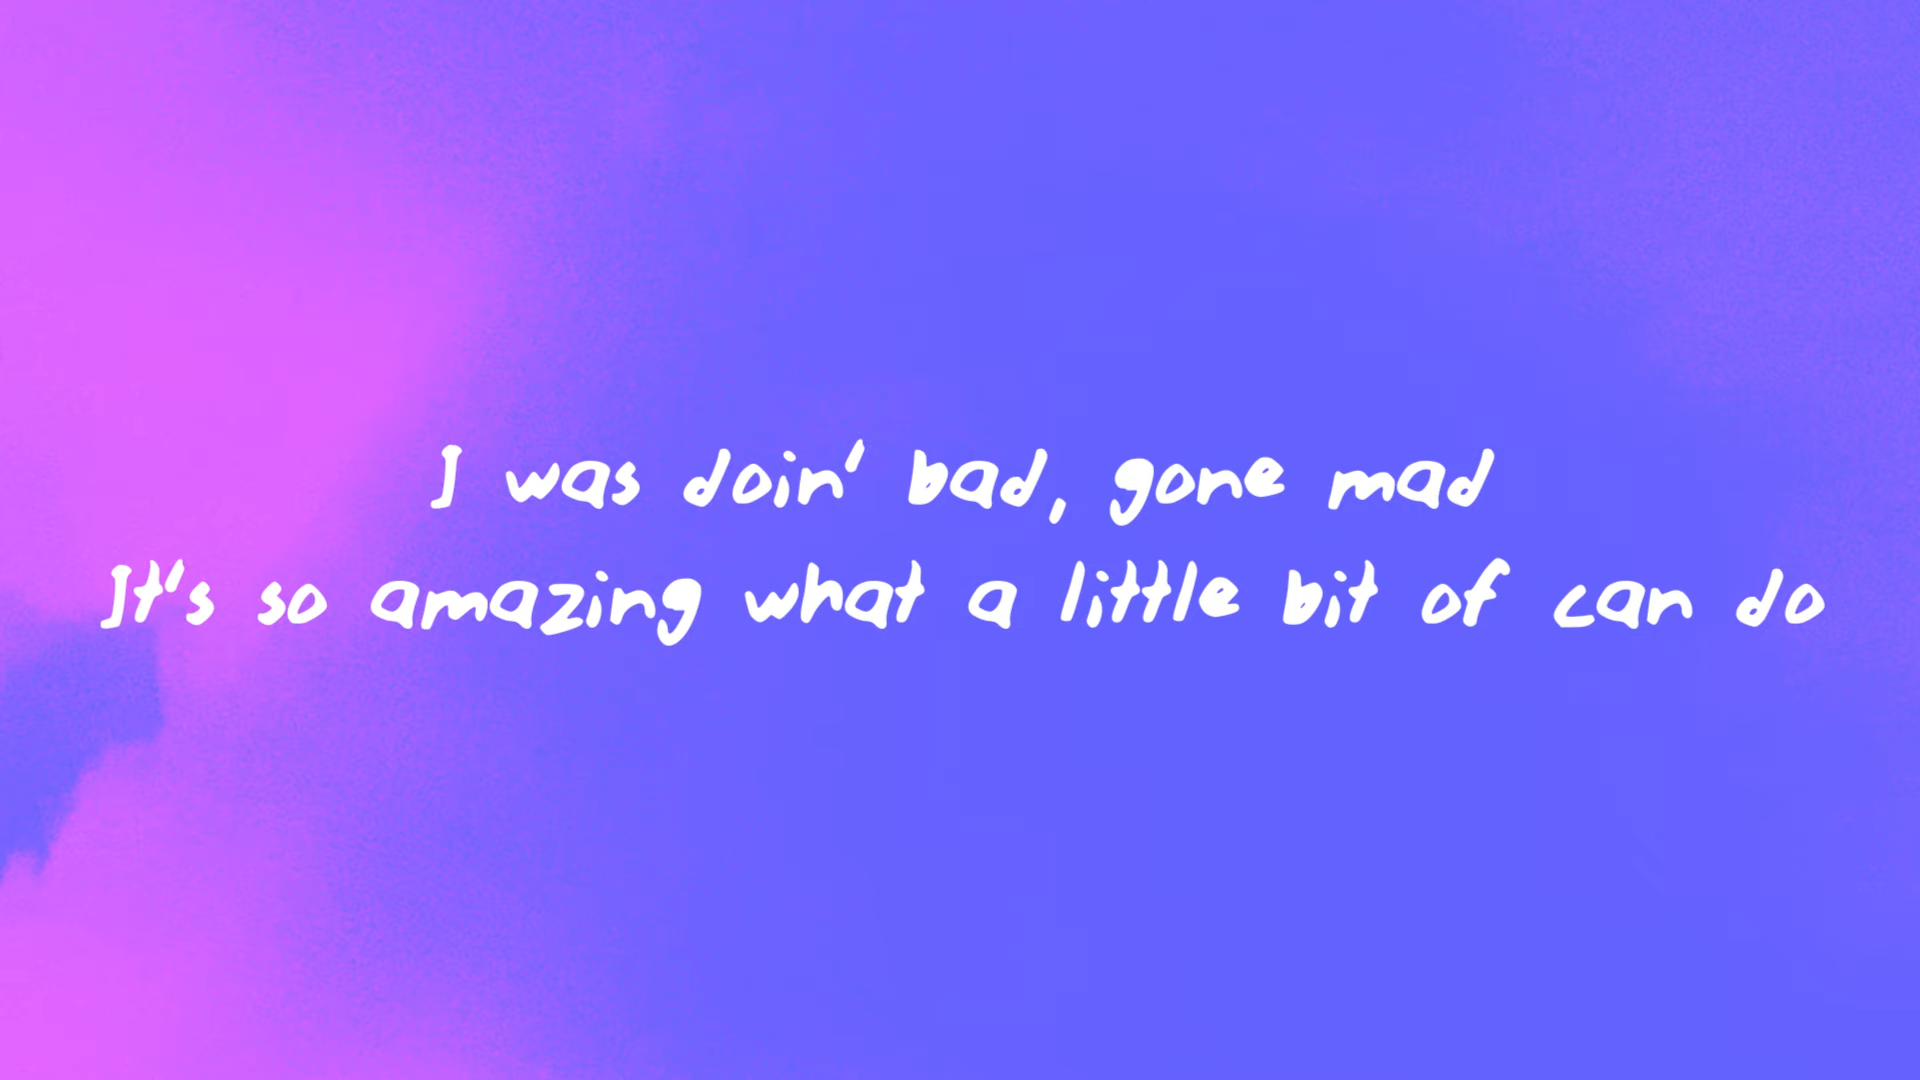 I was doin' bad, gone mad
It's so amazing what a little bit of can do